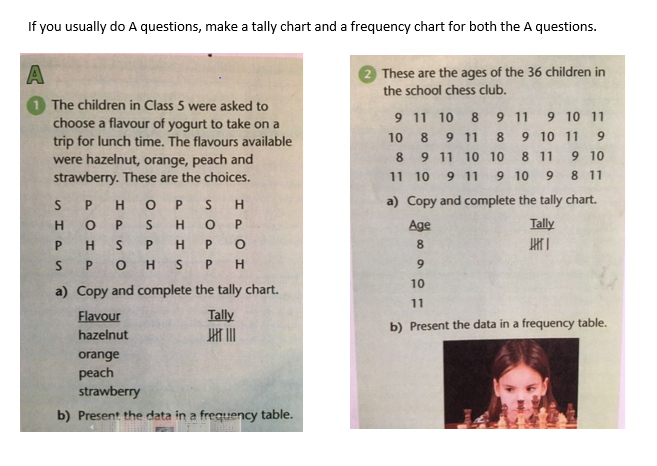 If you usually do A questions, make a tally chart and a frequency chart for both the A questions.
A
1 The children in Class 5 were asked to
choose a flavour of yogurt to take on a
trip for lunch time. The flavours available
were hazelnut, orange, peach and
strawberry. These are the choices.
S P H O P S H
H O P S H O P
P H S P H P O
S P O H S P H
a) Copy and complete the tally chart.
Flavour Tally
hazelnut 𝍸 |||
orange
peach
strawberry
b) Present the data in a frequency table.
2 These are the ages of the 36 children in
the school chess club.
9 11 10 8 9 11 9 10 11
10 8 9 11 8 9 10 11 9
8 9 11 10 10 8 11 9 10
11 10 9 11 9 10 9 8 11
a) Copy and complete the tally chart.
Age Tally
8 𝍸 |
9
10
11
b) Present the data in a frequency table.